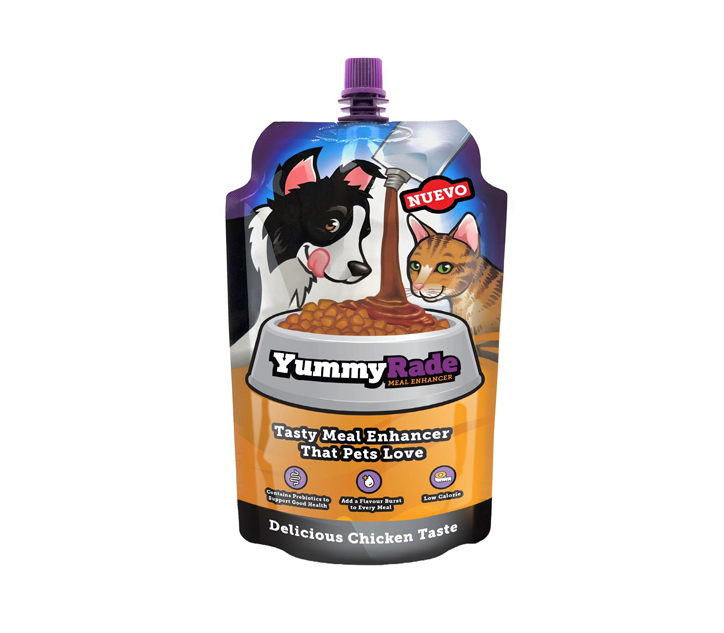 NUEVO
YummyRade
MEAL ENHANCER
Tasty Meal Enhancer
That Pets Love
Contains Prebiotics to
Support Good Health
Add a Flavour Burst
to Every Meal
Low Calorie
Delicious Chicken Taste